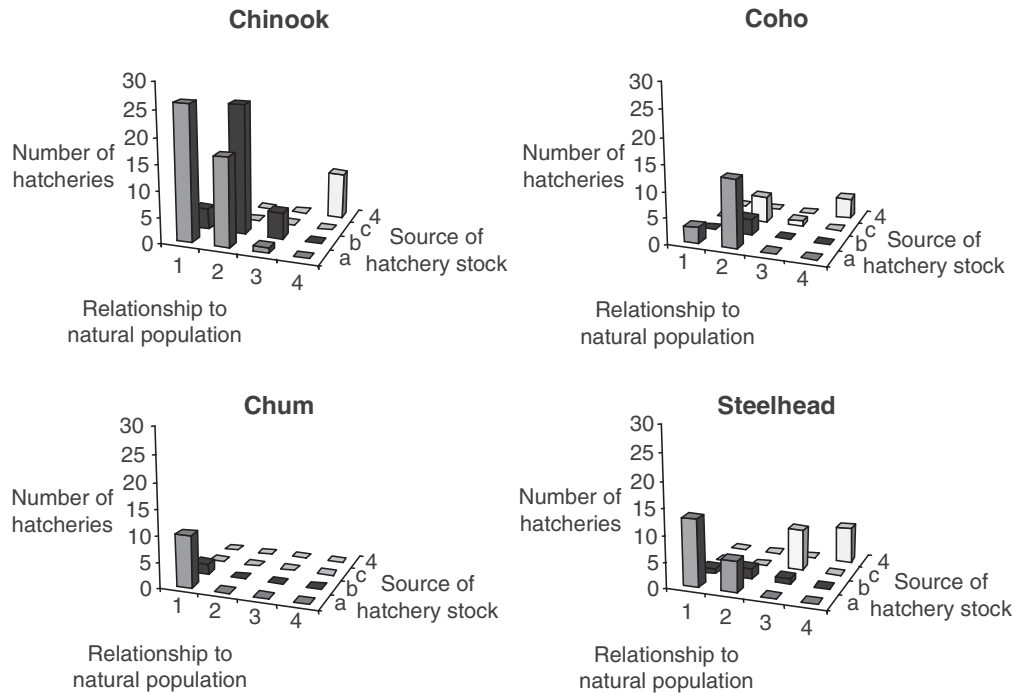 Chinook
30
25
20
15
10
5
0
Number of
hatcheries
1
2
3
4
a
b
c
4
Source of
hatchery stock
Relationship to
natural population
Coho
30
25
20
15
10
5
0
Number of
hatcheries
1
2
3
4
a
b
c
4
Source of
hatchery stock
Relationship to
natural population
Chum
30
25
20
15
10
5
0
Number of
hatcheries
1
2
3
4
a
b
c
4
Source of
hatchery stock
Relationship to
natural population
Steelhead
30
25
20
15
10
5
0
Number of
hatcheries
1
2
3
4
a
b
c
4
Source of
hatchery stock
Relationship to
natural population